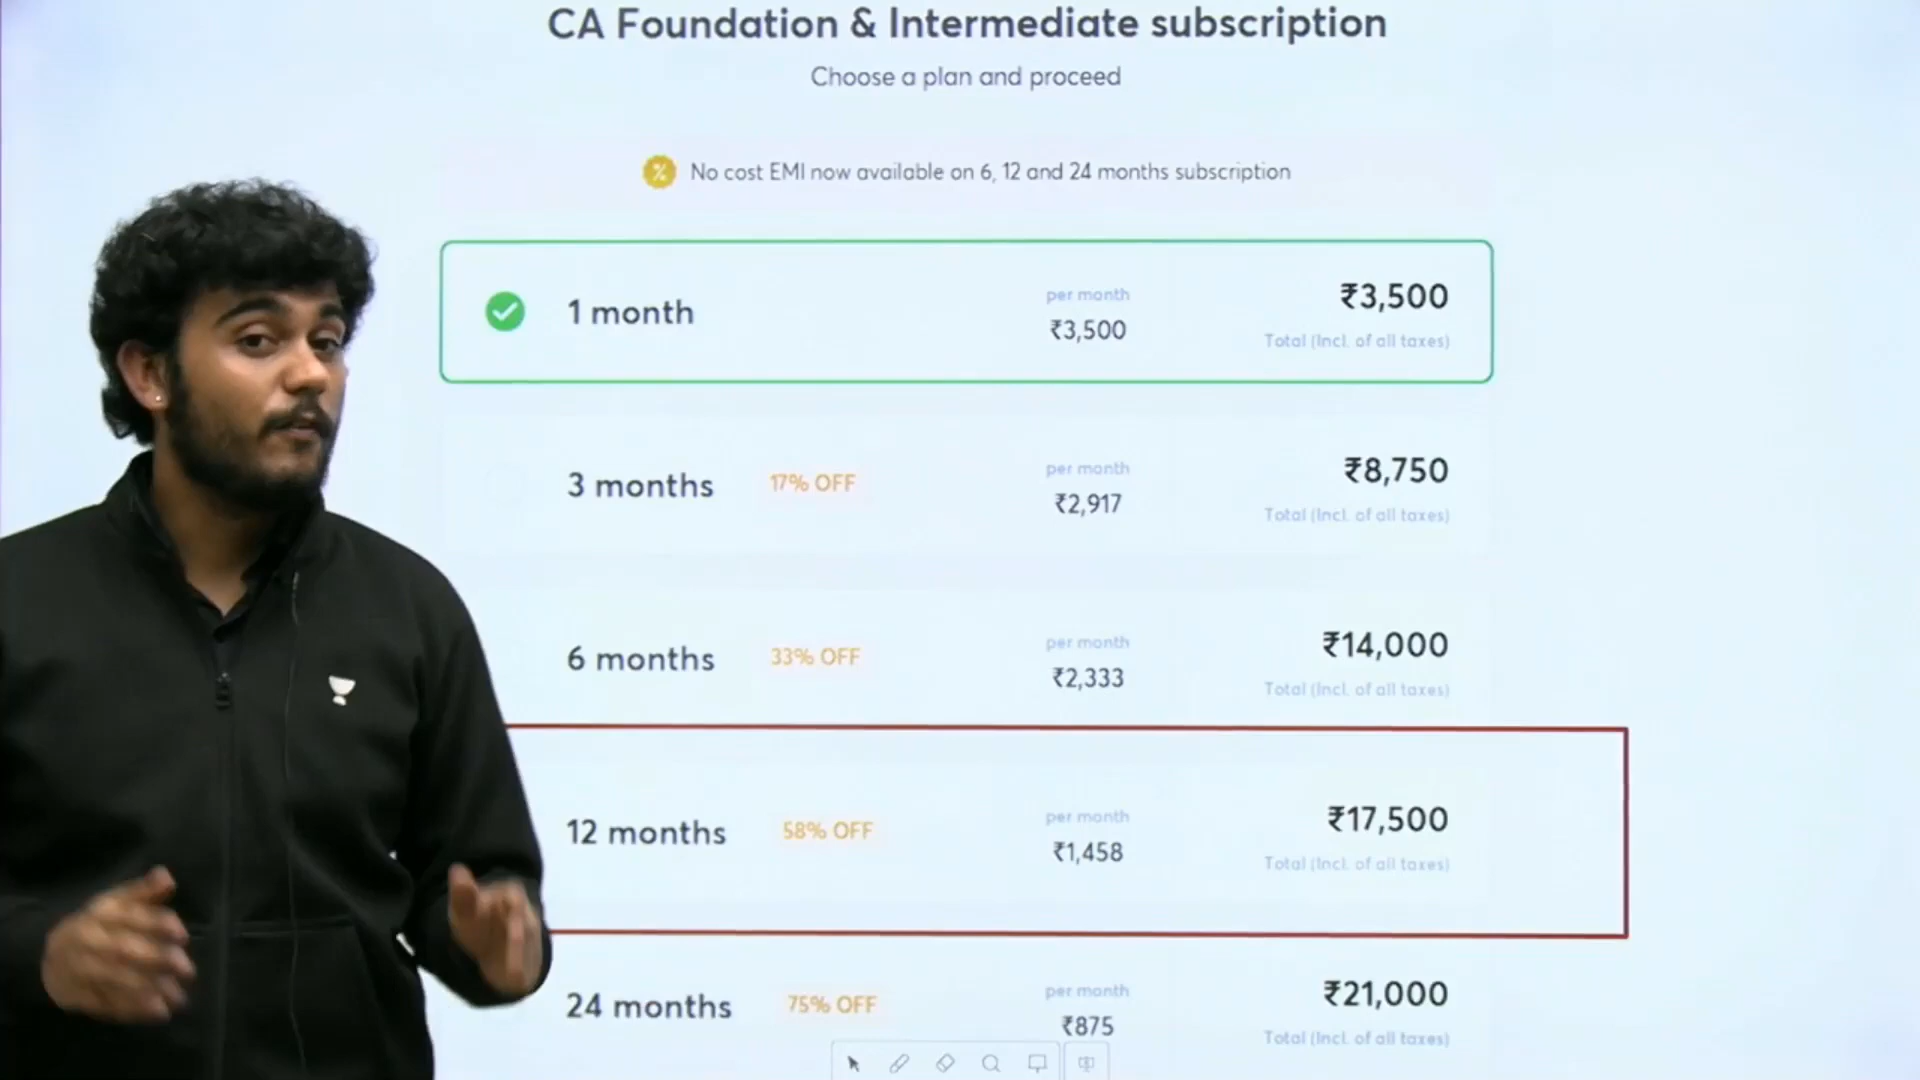 CA Foundation & Intermediate subscription
Choose a plan and proceed
% No cost EMI now available on 6, 12 and 24 months subscription
1 month per month ₹3,500 ₹3,500 Total (Incl. of all taxes)
3 months 17% OFF per month ₹2,917 ₹8,750 Total (Incl. of all taxes)
6 months 33% OFF per month ₹2,333 ₹14,000 Total (Incl. of all taxes)
12 months 58% OFF per month ₹1,458 ₹17,500 Total (Incl. of all taxes)
24 months 75% OFF per month ₹875 ₹21,000 Total (Incl. of all taxes)